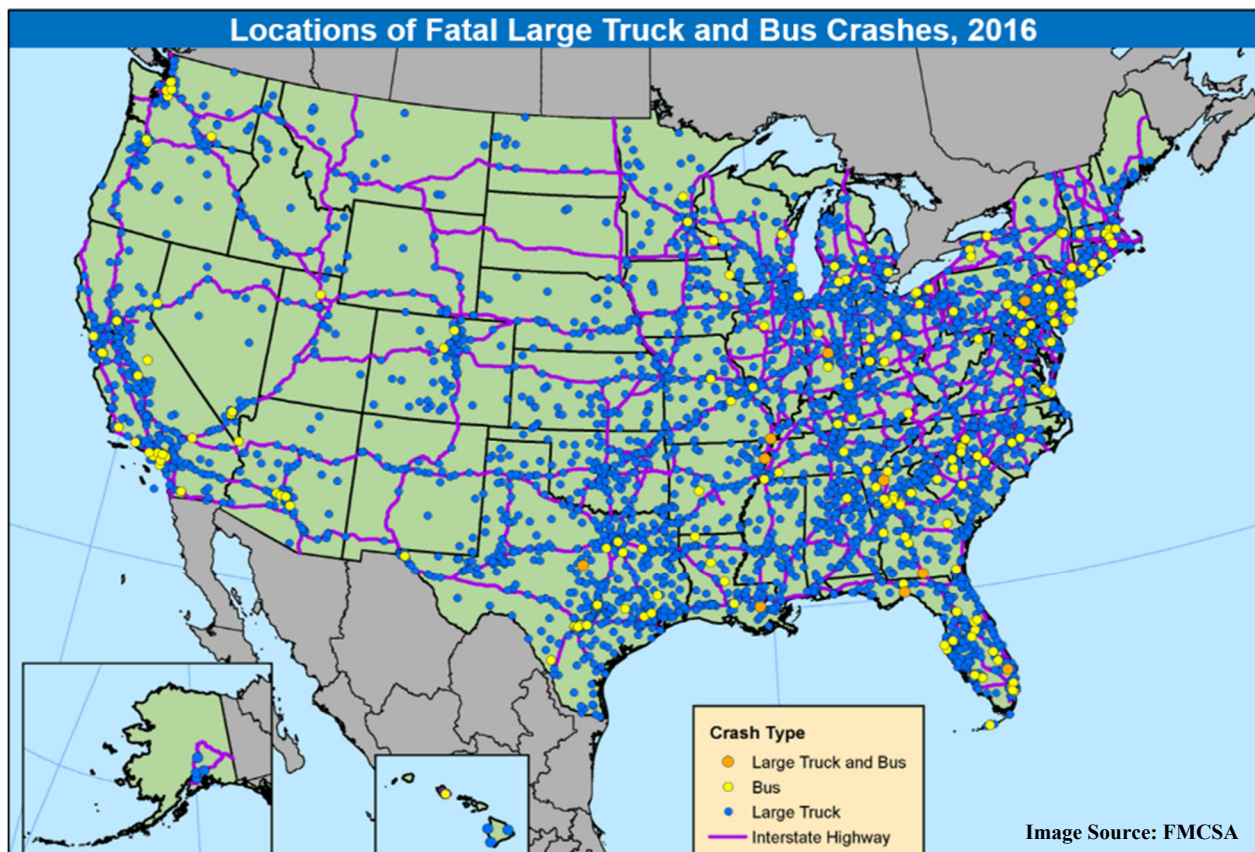 Locations of Fatal Large Truck and Bus Crashes, 2016
Crash Type
Large Truck and Bus
Bus
Large Truck
Interstate Highway
Image Source: FMCSA